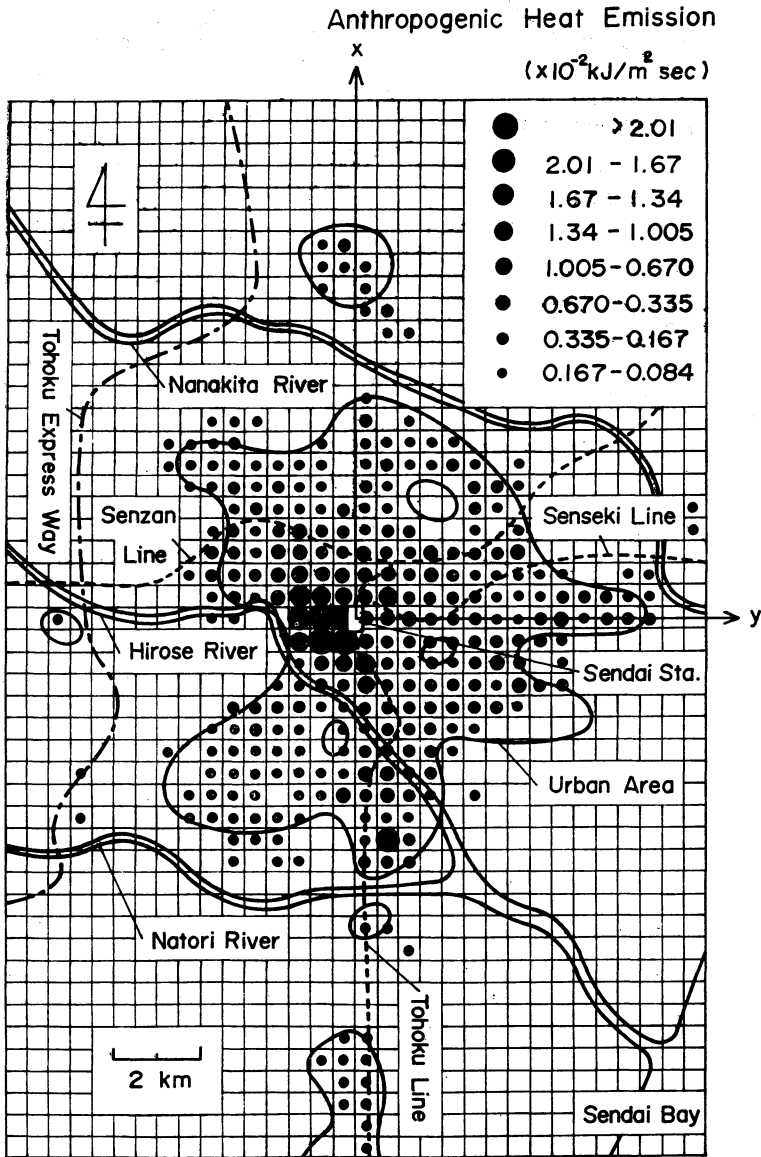 Anthropogenic Heat Emission
x
(x10⁻²kJ/m² sec)
> 2.01
2.01 - 1.67
1.67 - 1.34
1.34 - 1.005
1.005-0.670
0.670-0.335
0.335-0.167
0.167-0.084
Tohoku Express Way
Nanakita River
Senzan
Line
Senseki Line
y
Hirose River
Sendai Sta.
Urban Area
Natori River
Tohoku Line
2 km
Sendai Bay